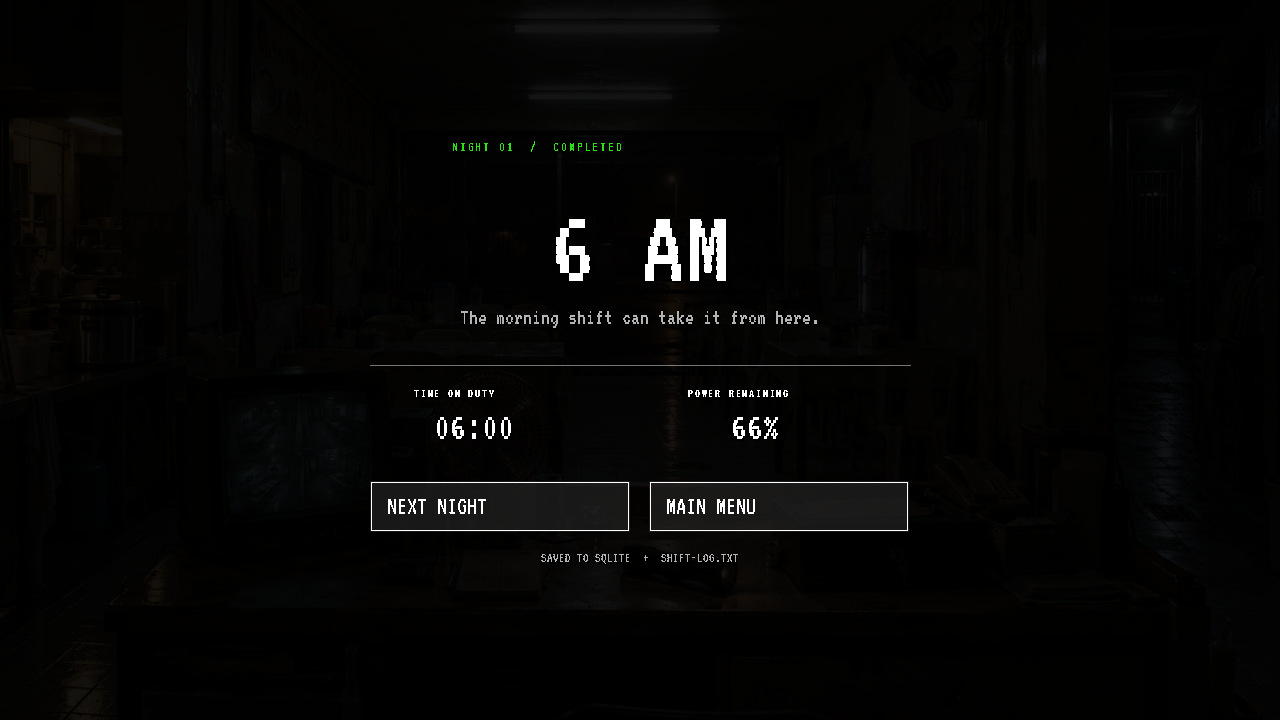 NIGHT 01 / COMPLETED
6 AM
The morning shift can take it from here.
TIME ON DUTY
POWER REMAINING
06:00
66%
NEXT NIGHT
MAIN MENU
SAVED TO SQLITE + SHIFT-LOG.TXT